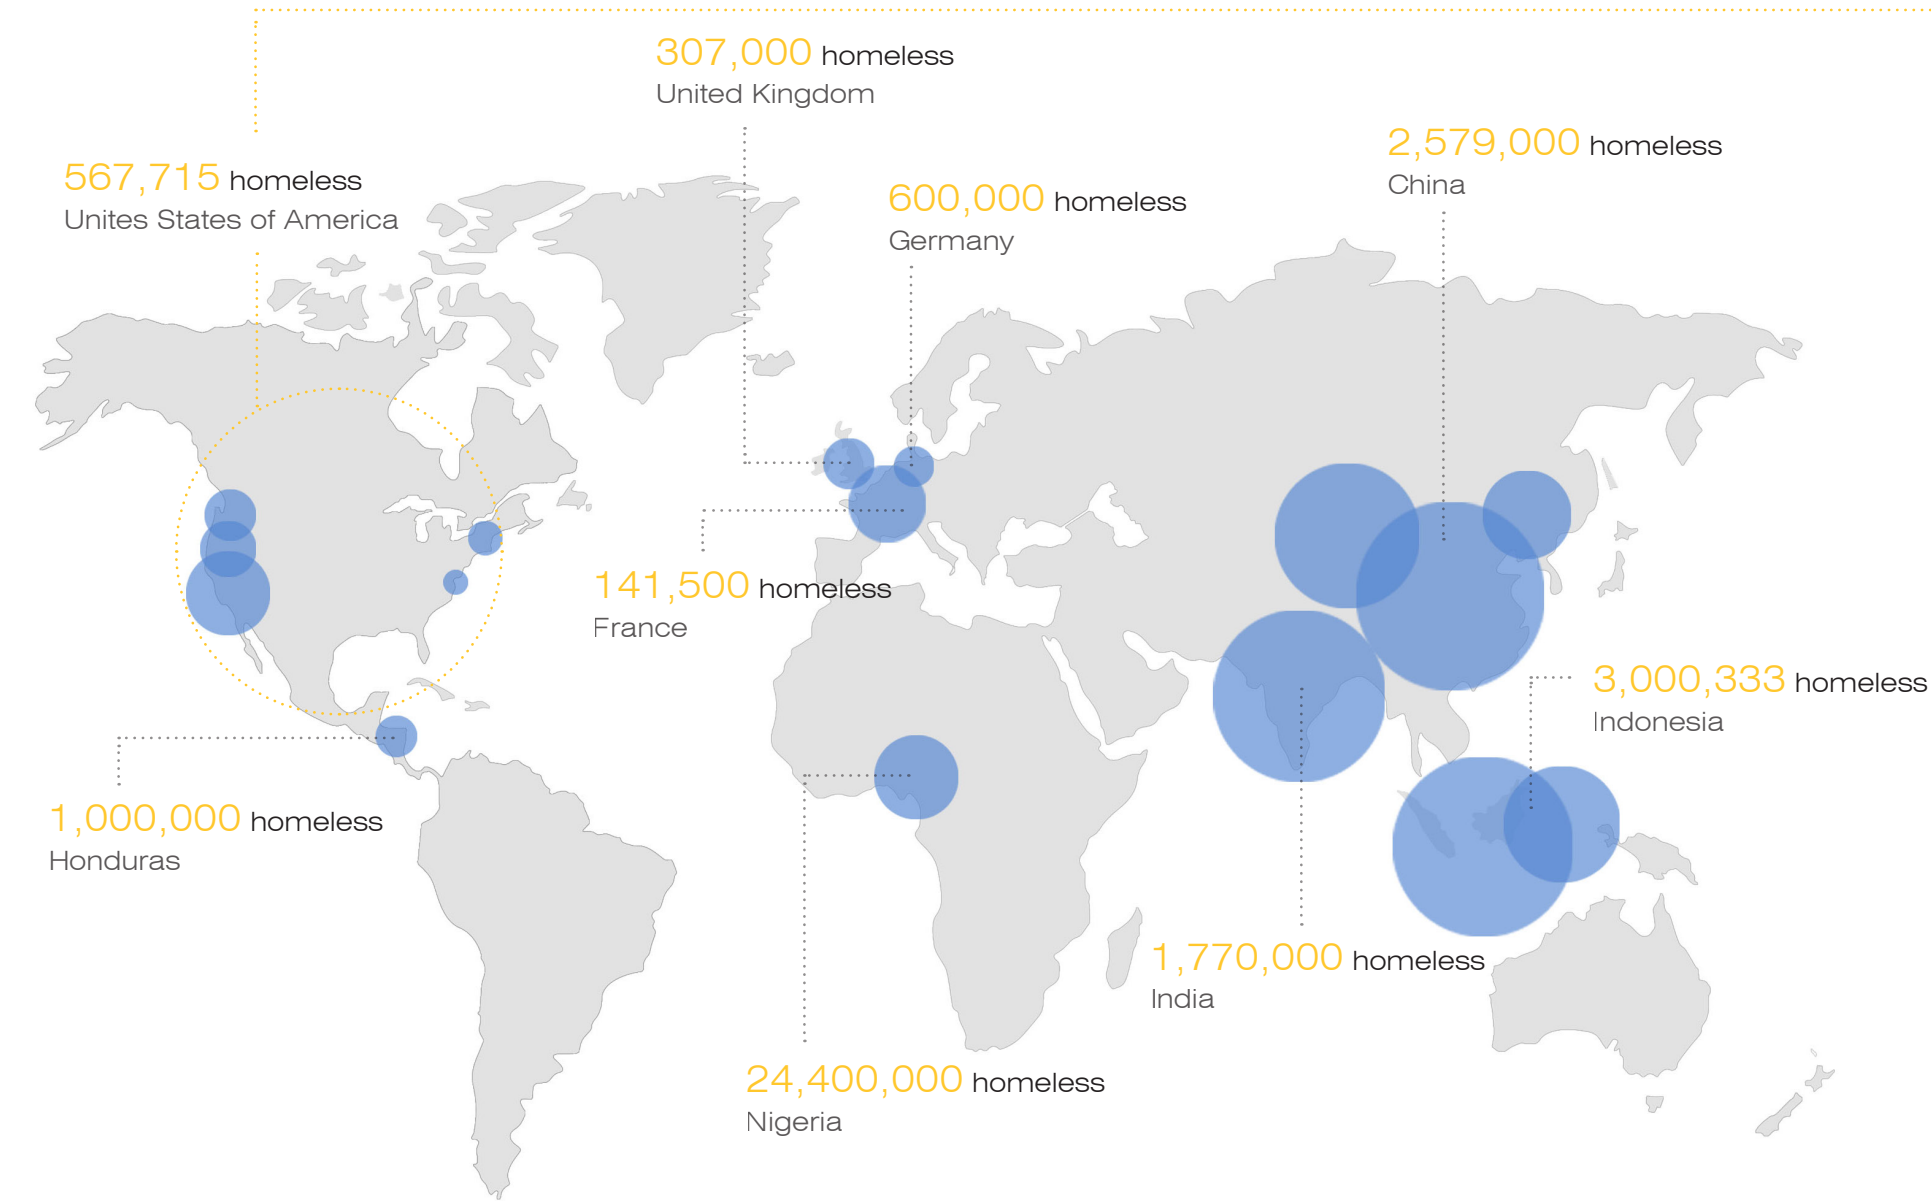 307,000 homeless
United Kingdom
2,579,000 homeless
China
567,715 homeless
Unites States of America
600,000 homeless
Germany
141,500 homeless
France
3,000,333 homeless
Indonesia
1,000,000 homeless
Honduras
1,770,000 homeless
India
24,400,000 homeless
Nigeria